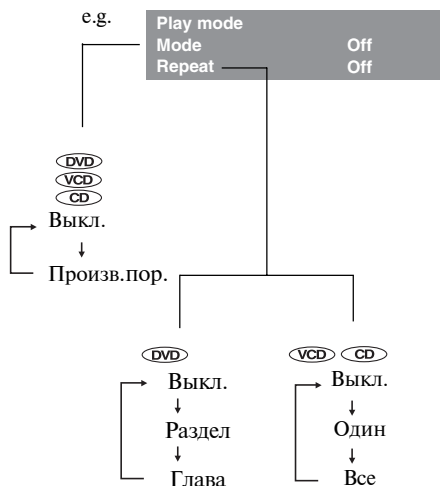 e.g.
Play mode
Mode Off
Repeat Off
DVD
VCD
CD
Выкл.
Произв.пор.
DVD
Выкл.
Раздел
Глава
VCD CD
Выкл.
Один
Все